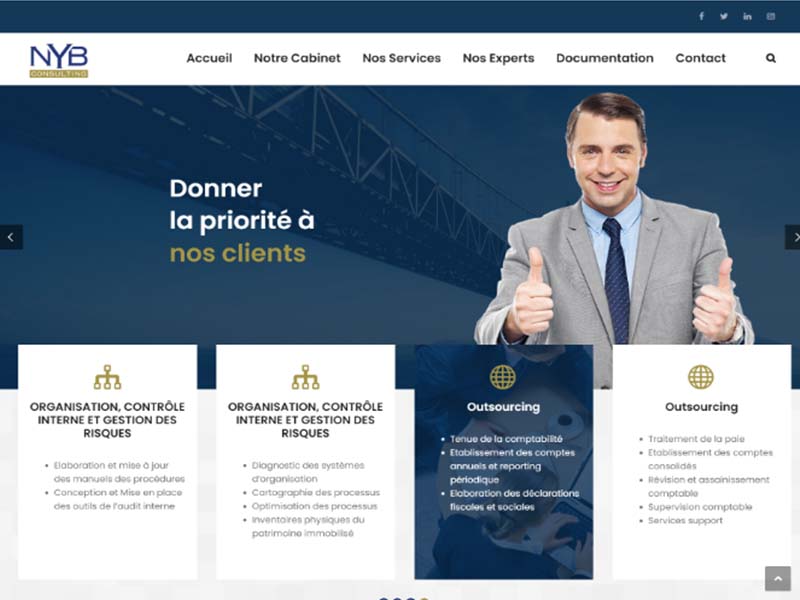 NYB
CONSULTING
Accueil Notre Cabinet Nos Services Nos Experts Documentation Contact
Donner
la priorité à
nos clients
ORGANISATION, CONTRÔLE
INTERNE ET GESTION DES
RISQUES
Elaboration et mise à jour
des manuels des procédures
Conception et Mise en place
des outils de l'audit interne
ORGANISATION, CONTRÔLE
INTERNE ET GESTION DES
RISQUES
Diagnostic des systèmes
d'organisation
Cartographie des processus
Optimisation des processus
Inventaires physiques du
patrimoine immobilisé
Outsourcing
Tenue de la comptabilité
Etablissement des comptes
annuels et reporting
périodique
Elaboration des déclarations
fiscales et sociales
Outsourcing
Traitement de la paie
Etablissement des comptes
consolidés
Révision et assainissement
comptable
Supervision comptable
Services support